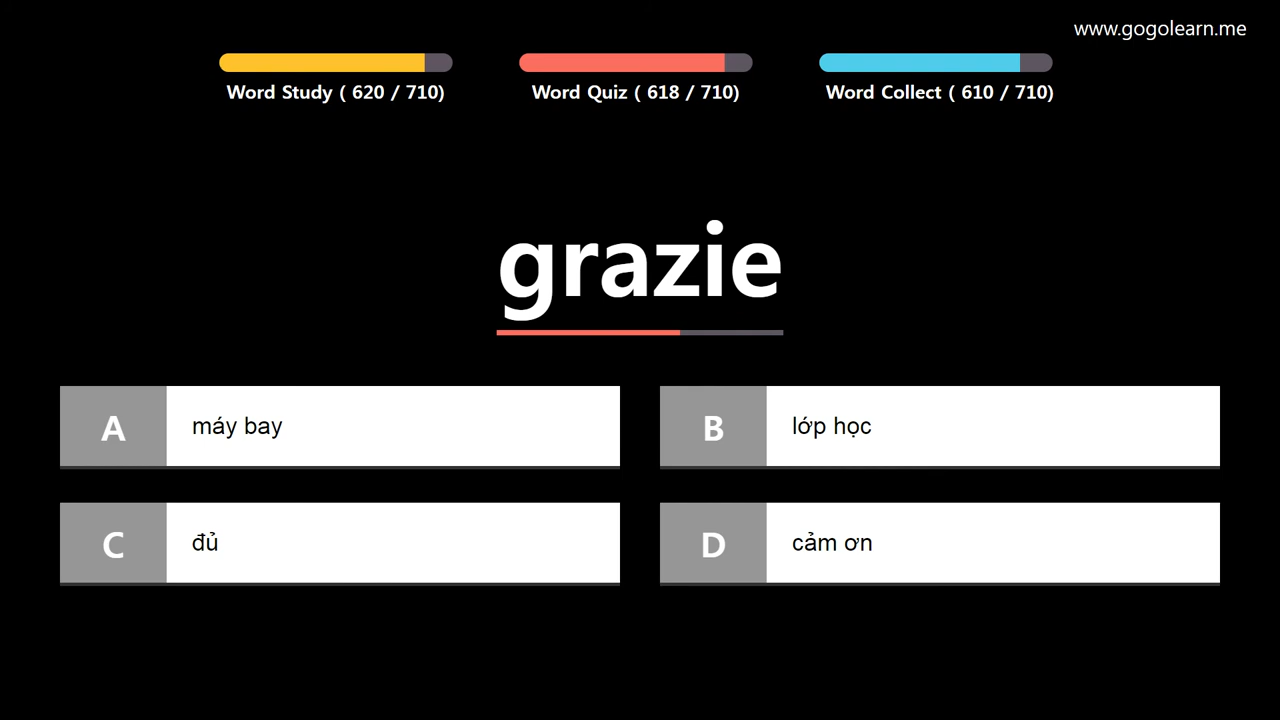 www.gogolearn.me
Word Study ( 620 / 710)
Word Quiz ( 618 / 710)
Word Collect ( 610 / 710)
grazie
A máy bay
B lớp học
C đủ
D cảm ơn